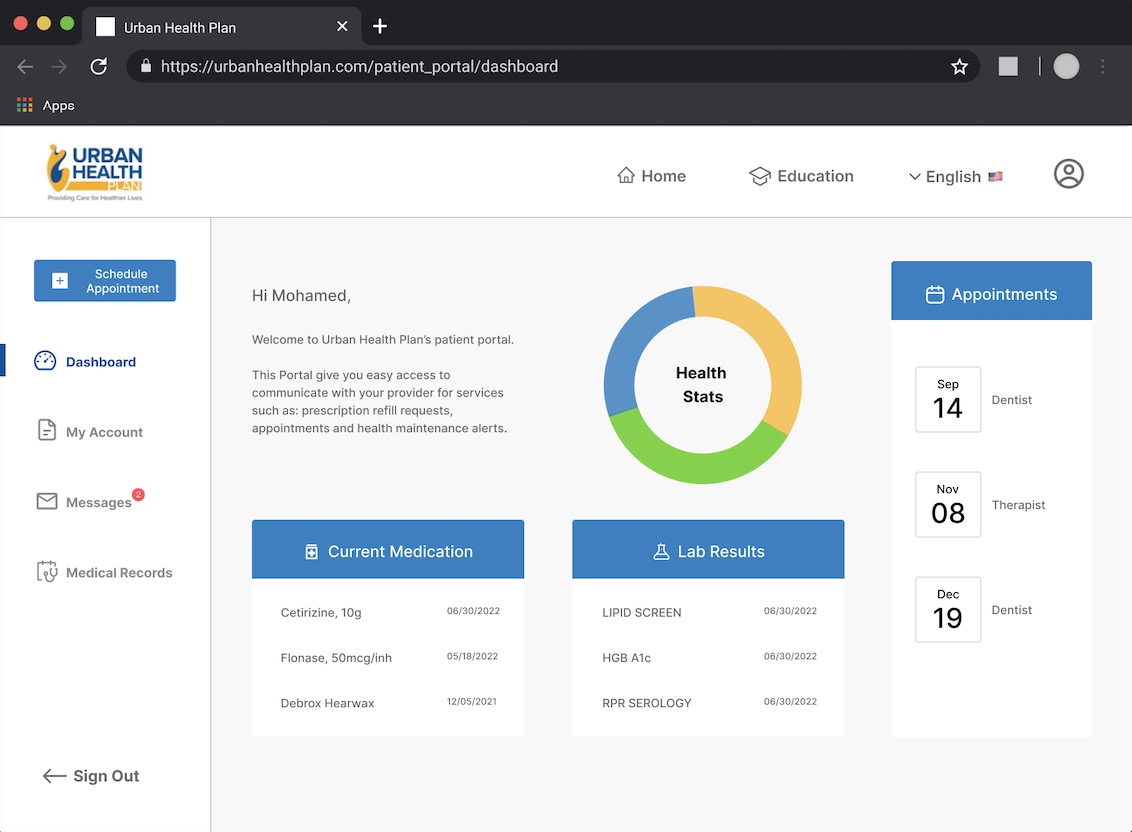 Urban Health Plan
https://urbanhealthplan.com/patient_portal/dashboard
Apps
URBAN
HEALTH
PLAN
Providing Care for Healthier Lives
Home
Education
English
Schedule
Appointment
Dashboard
My Account
Messages 2
Medical Records
Sign Out
Hi Mohamed,
Welcome to Urban Health Plan's patient portal.
This Portal give you easy access to
communicate with your provider for services
such as: prescription refill requests,
appointments and health maintenance alerts.
Health
Stats
Current Medication
Cetirizine, 10g 06/30/2022
Flonase, 50mcg/inh 05/18/2022
Debrox Hearwax 12/05/2021
Lab Results
LIPID SCREEN 06/30/2022
HGB A1c 06/30/2022
RPR SEROLOGY 06/30/2022
Appointments
Sep
14 Dentist
Nov
08 Therapist
Dec
19 Dentist